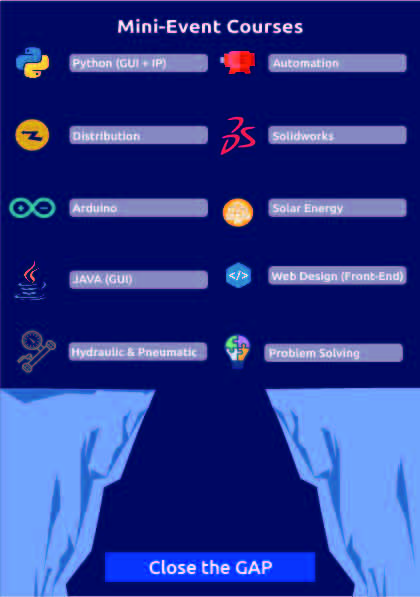 Mini-Event Courses
Python (GUI + IP)
Automation
Distribution
Solidworks
Arduino
Solar Energy
JAVA (GUI)
Web Design (Front-End)
Hydraulic & Pneumatic
Problem Solving
Close the GAP